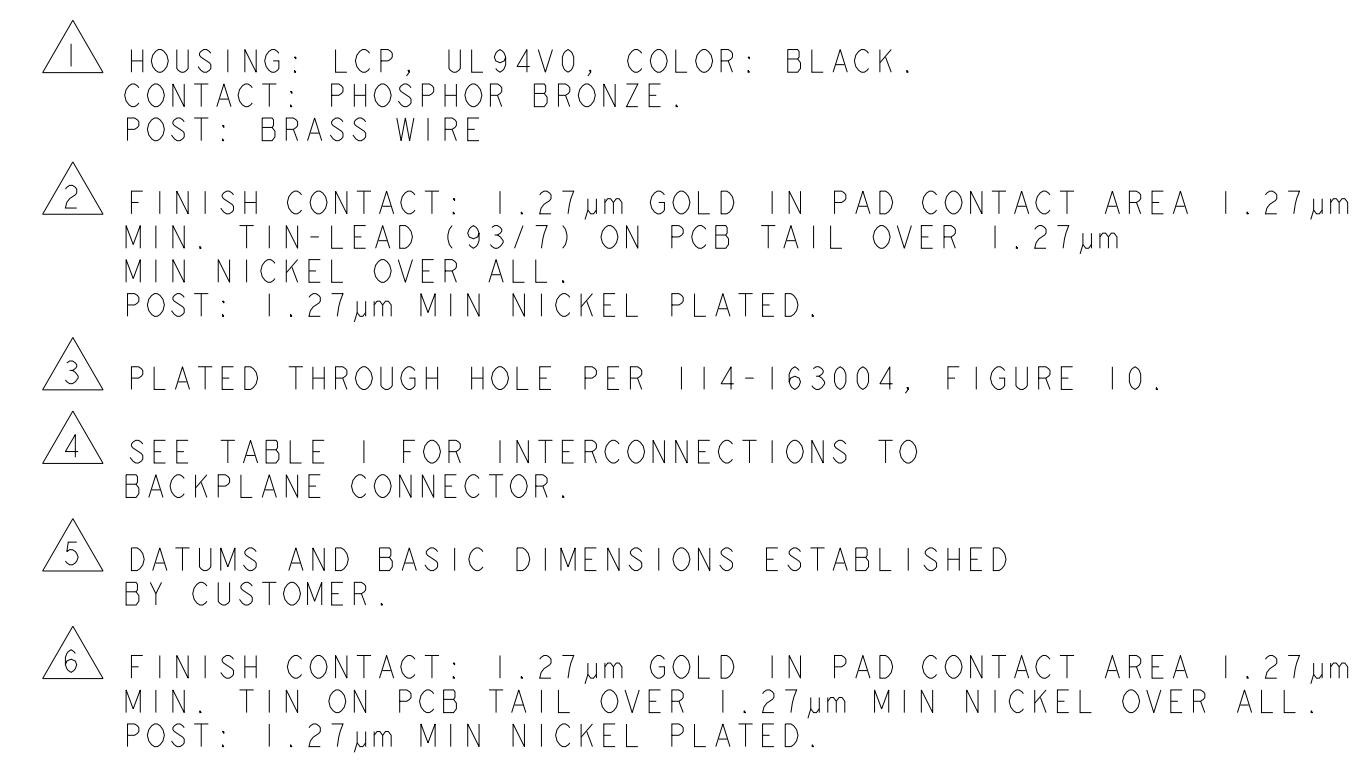 1 HOUSING: LCP, UL94V0, COLOR: BLACK.
CONTACT: PHOSPHOR BRONZE.
POST: BRASS WIRE
2 FINISH CONTACT: 1.27µm GOLD IN PAD CONTACT AREA 1.27µm
MIN. TIN-LEAD (93/7) ON PCB TAIL OVER 1.27µm
MIN NICKEL OVER ALL.
POST: 1.27µm MIN NICKEL PLATED.
3 PLATED THROUGH HOLE PER 114-163004, FIGURE 10.
4 SEE TABLE 1 FOR INTERCONNECTIONS TO
BACKPLANE CONNECTOR.
5 DATUMS AND BASIC DIMENSIONS ESTABLISHED
BY CUSTOMER.
6 FINISH CONTACT: 1.27µm GOLD IN PAD CONTACT AREA 1.27µm
MIN. TIN ON PCB TAIL OVER 1.27µm MIN NICKEL OVER ALL.
POST: 1.27µm MIN NICKEL PLATED.